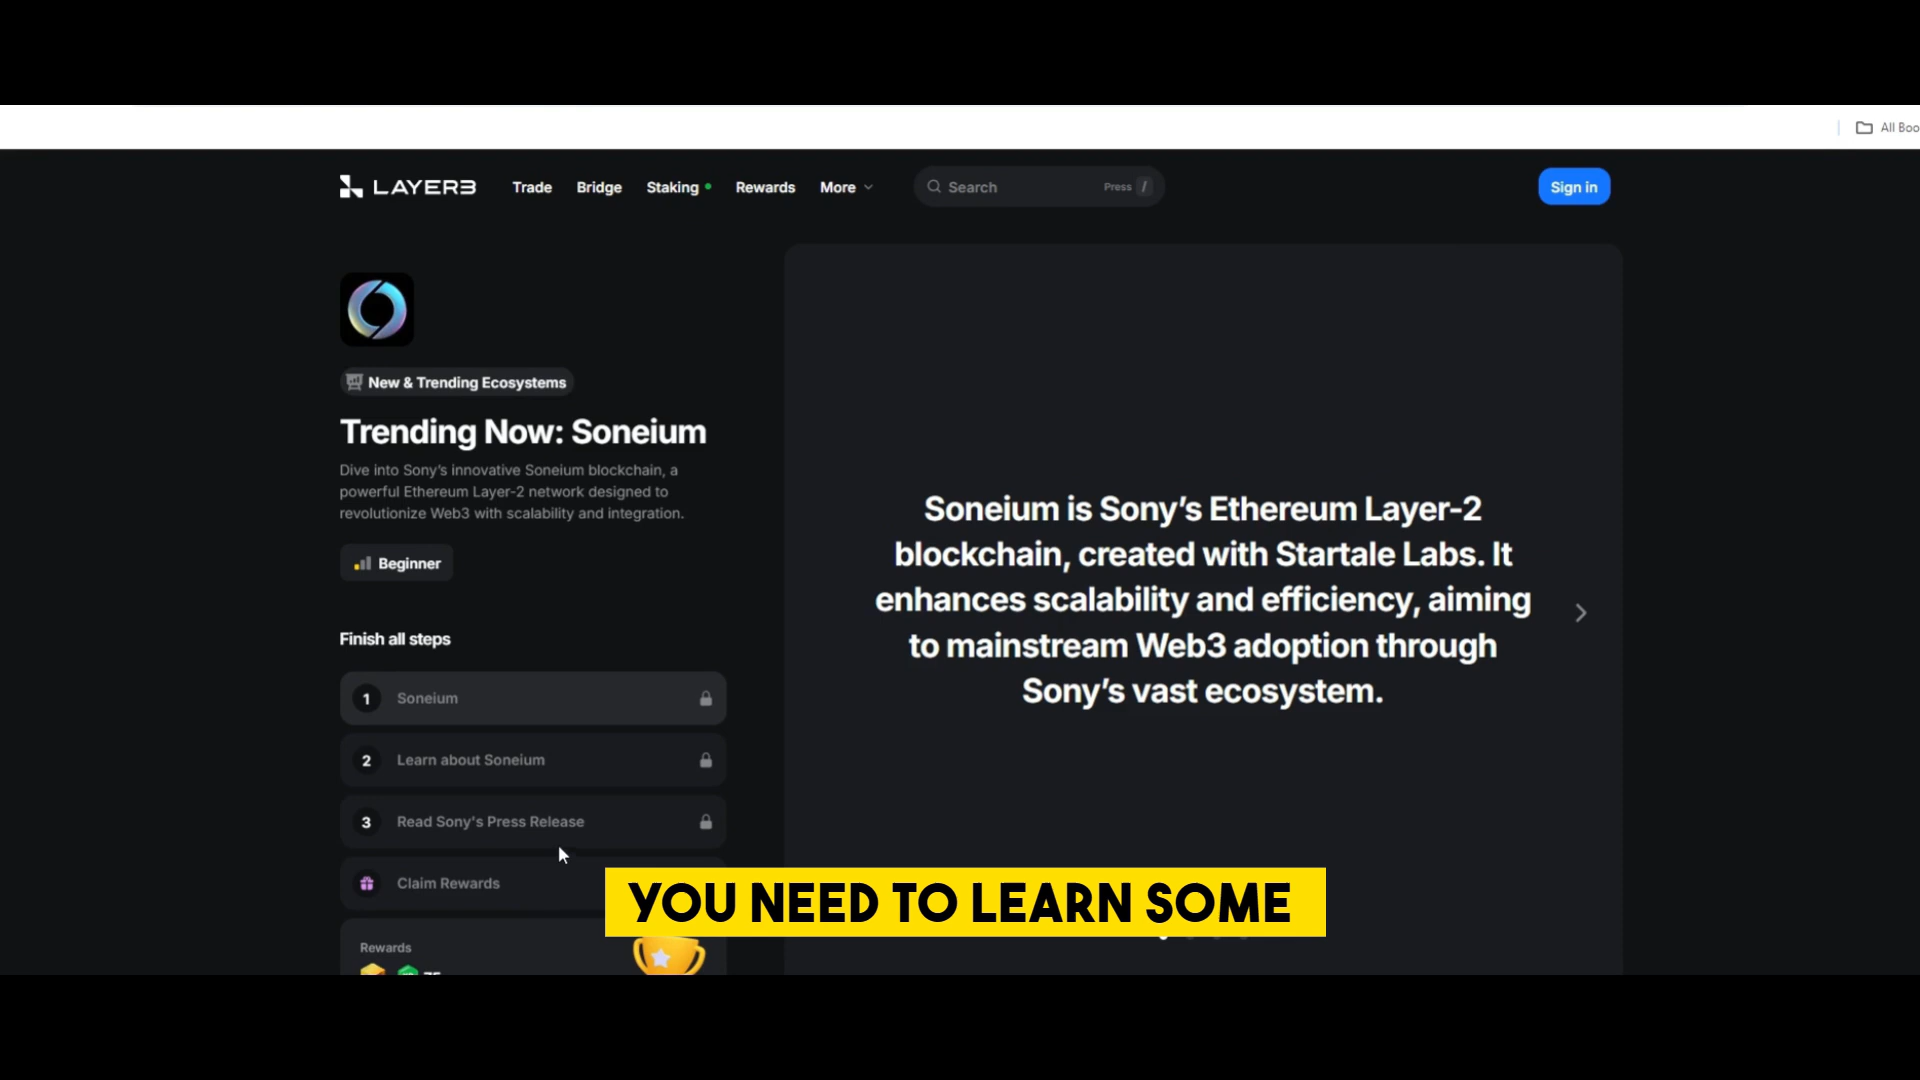 All Boo
LAYER3 Trade Bridge Staking Rewards More Search Press / Sign in
New & Trending Ecosystems
Trending Now: Soneium
Dive into Sony's innovative Soneium blockchain, a
powerful Ethereum Layer-2 network designed to
revolutionize Web3 with scalability and integration.
Beginner
Finish all steps
1 Soneium
2 Learn about Soneium
3 Read Sony's Press Release
Claim Rewards
Rewards
Soneium is Sony’s Ethereum Layer-2
blockchain, created with Startale Labs. It
enhances scalability and efficiency, aiming
to mainstream Web3 adoption through
Sony’s vast ecosystem.
YOU NEED TO LEARN SOME